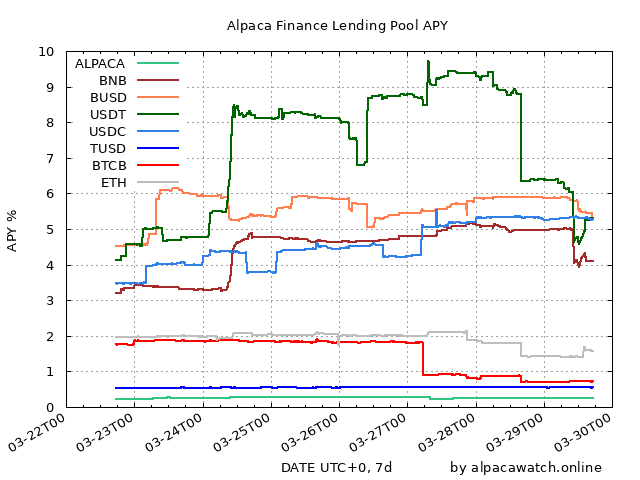 Alpaca Finance Lending Pool APY
APY %
10
9
8
7
6
5
4
3
2
1
0
ALPACA
BNB
BUSD
USDT
USDC
TUSD
BTCB
ETH
03-22T00
03-23T00
03-24T00
03-25T00
03-26T00
03-27T00
03-28T00
03-29T00
03-30T00
DATE UTC+0, 7d
by alpacawatch.online